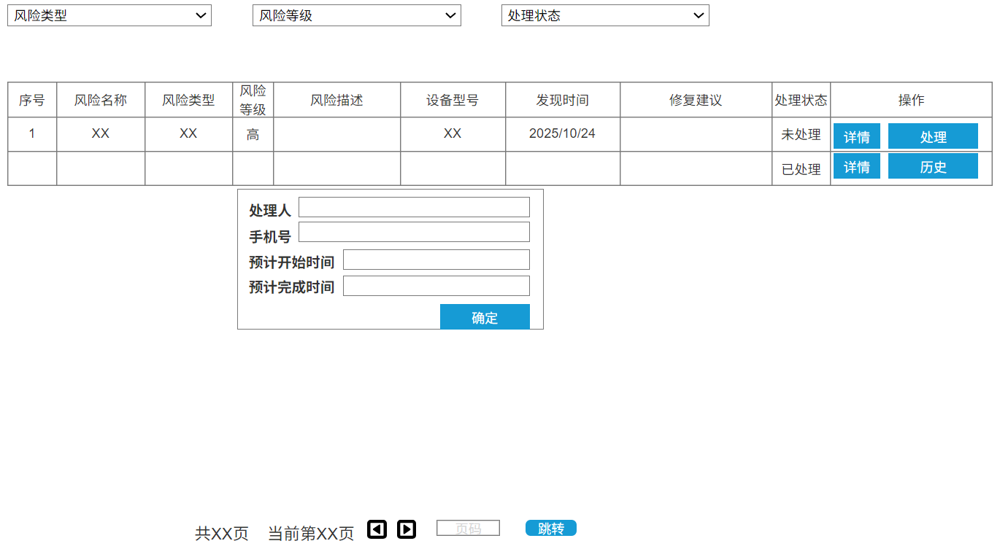 风险类型 风险等级 处理状态
序号 风险名称 风险类型 风险等级 风险描述 设备型号 发现时间 修复建议 处理状态 操作
1 XX XX 高 XX 2025/10/24 未处理 详情 处理
已处理 详情 历史
处理人
手机号
预计开始时间
预计完成时间
确定
共XX页 当前第XX页 页码 跳转